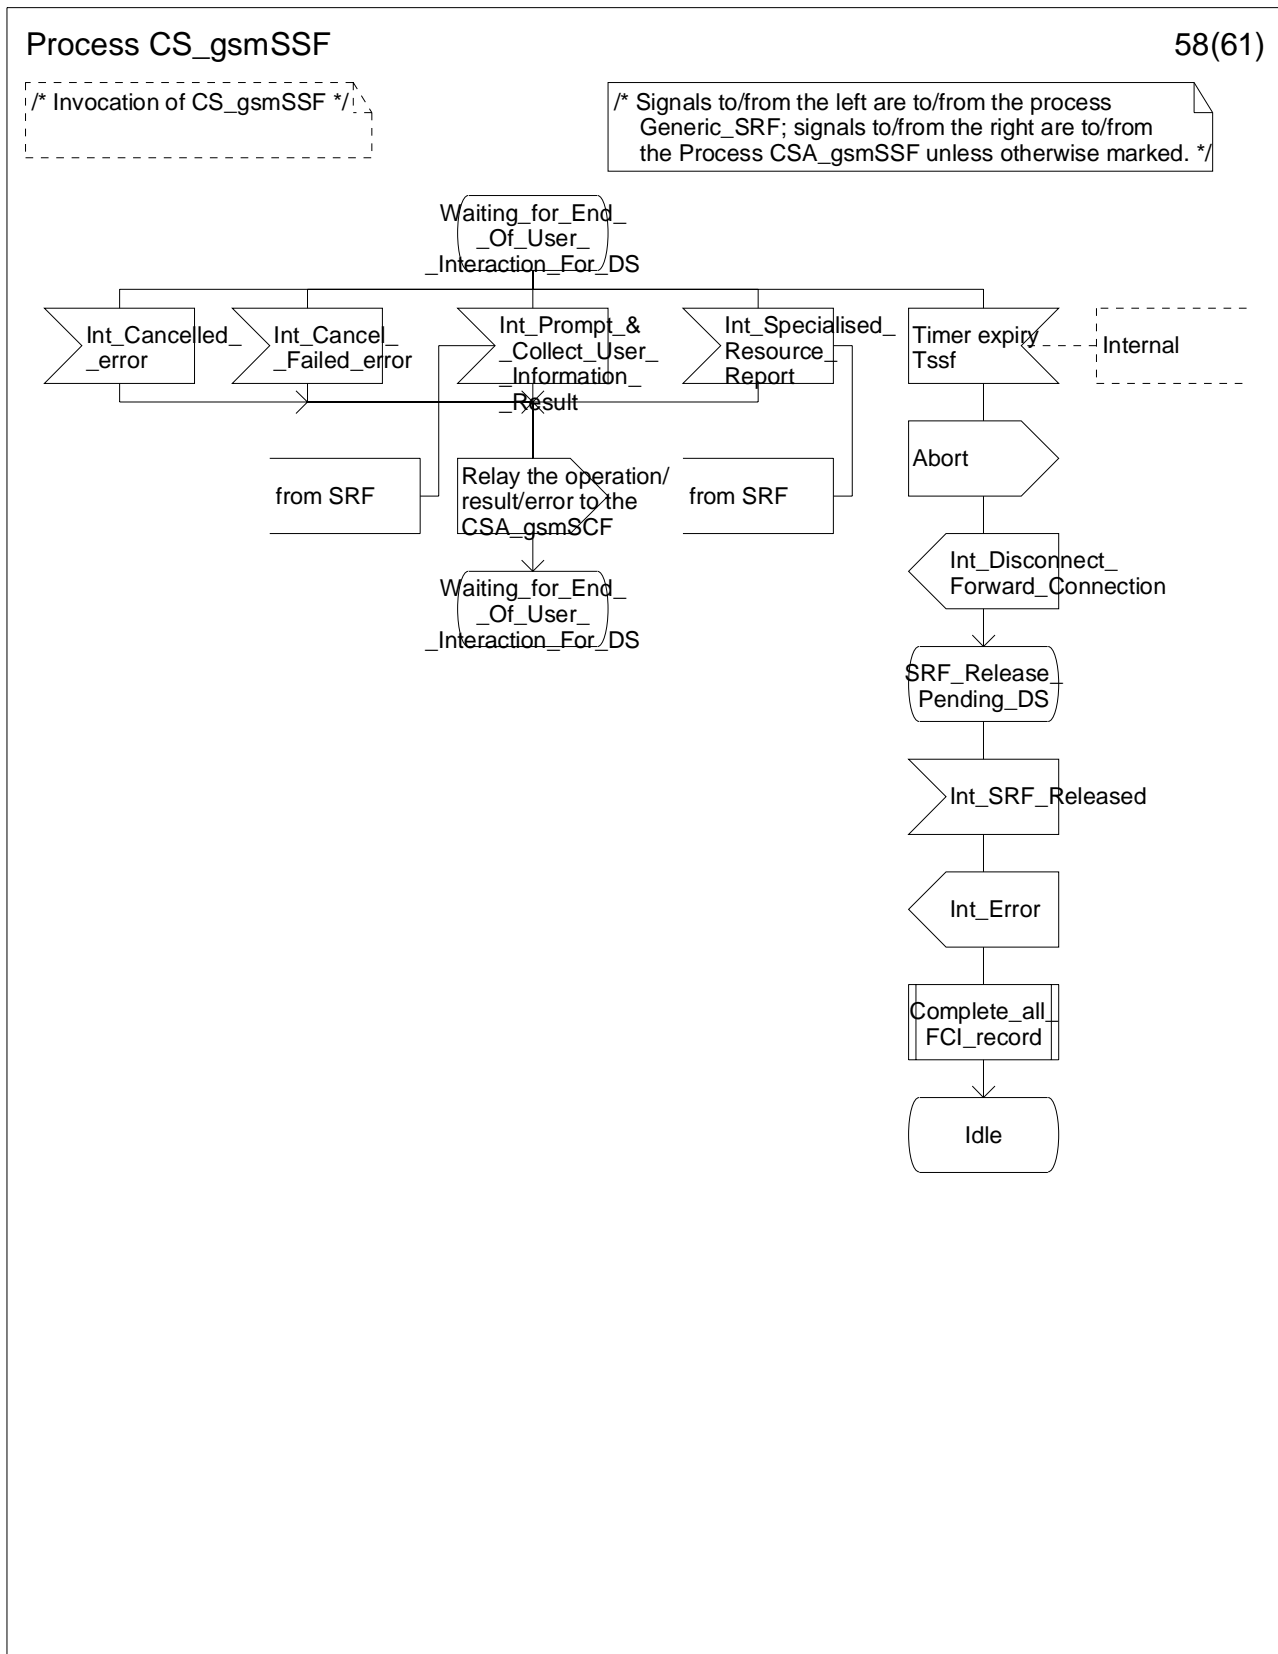 Process CS_gsmSSF
58(61)
/* Invocation of CS_gsmSSF */
/* Signals to/from the left are to/from the process
Generic_SRF; signals to/from the right are to/from
the Process CSA_gsmSSF unless otherwise marked. */
Waiting_for_End_
_Of_User_
_Interaction_For_DS
Int_Cancelled_
_error
Int_Cancel_
_Failed_error
Int_Prompt_&
_Collect_User_
_Information_
_Result
Int_Specialised_
Resource_
Report
Timer expiry
Tssf
Internal
from SRF
Relay the operation/
result/error to the
CSA_gsmSCF
from SRF
Abort
Waiting_for_End_
_Of_User_
_Interaction_For_DS
Int_Disconnect_
Forward_Connection
SRF_Release_
Pending_DS
Int_SRF_Released
Int_Error
Complete_all_
FCI_record
Idle